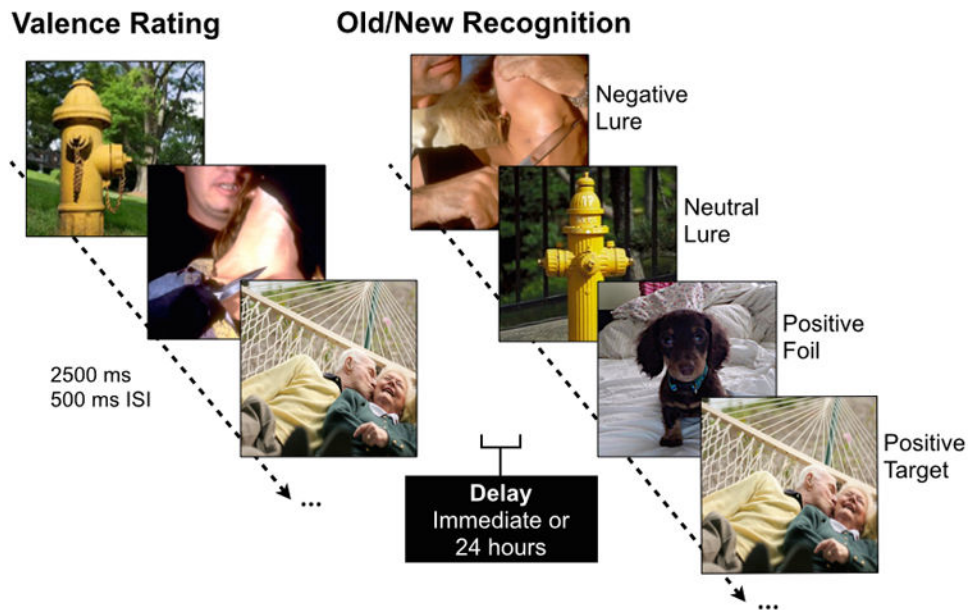 Valence Rating
Old/New Recognition
Negative
Lure
Neutral
Lure
Positive
Foil
Positive
Target
2500 ms
500 ms ISI
...
Delay
Immediate or
24 hours
...